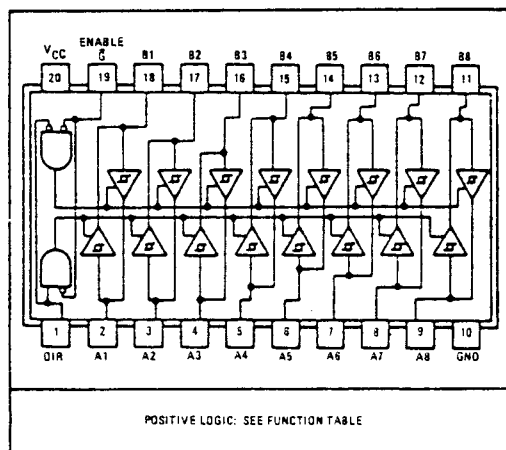 VCC ENABLE G̅ B1 B2 B3 B4 B5 B6 B7 B8
20 19 18 17 16 15 14 13 12 11
1 2 3 4 5 6 7 8 9 10
DIR A1 A2 A3 A4 A5 A6 A7 A8 GND
POSITIVE LOGIC: SEE FUNCTION TABLE